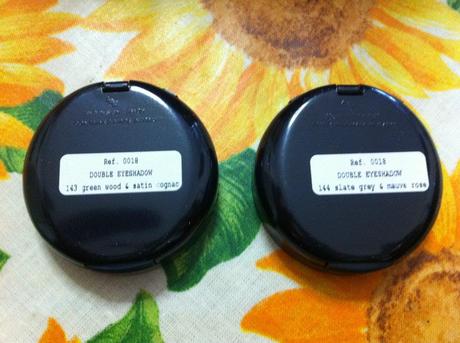 Ref. 0018
DOUBLE EYESHADOW
143 green wood & satin cognac
Ref. 0018
DOUBLE EYESHADOW
144 slate grey & mauve rose